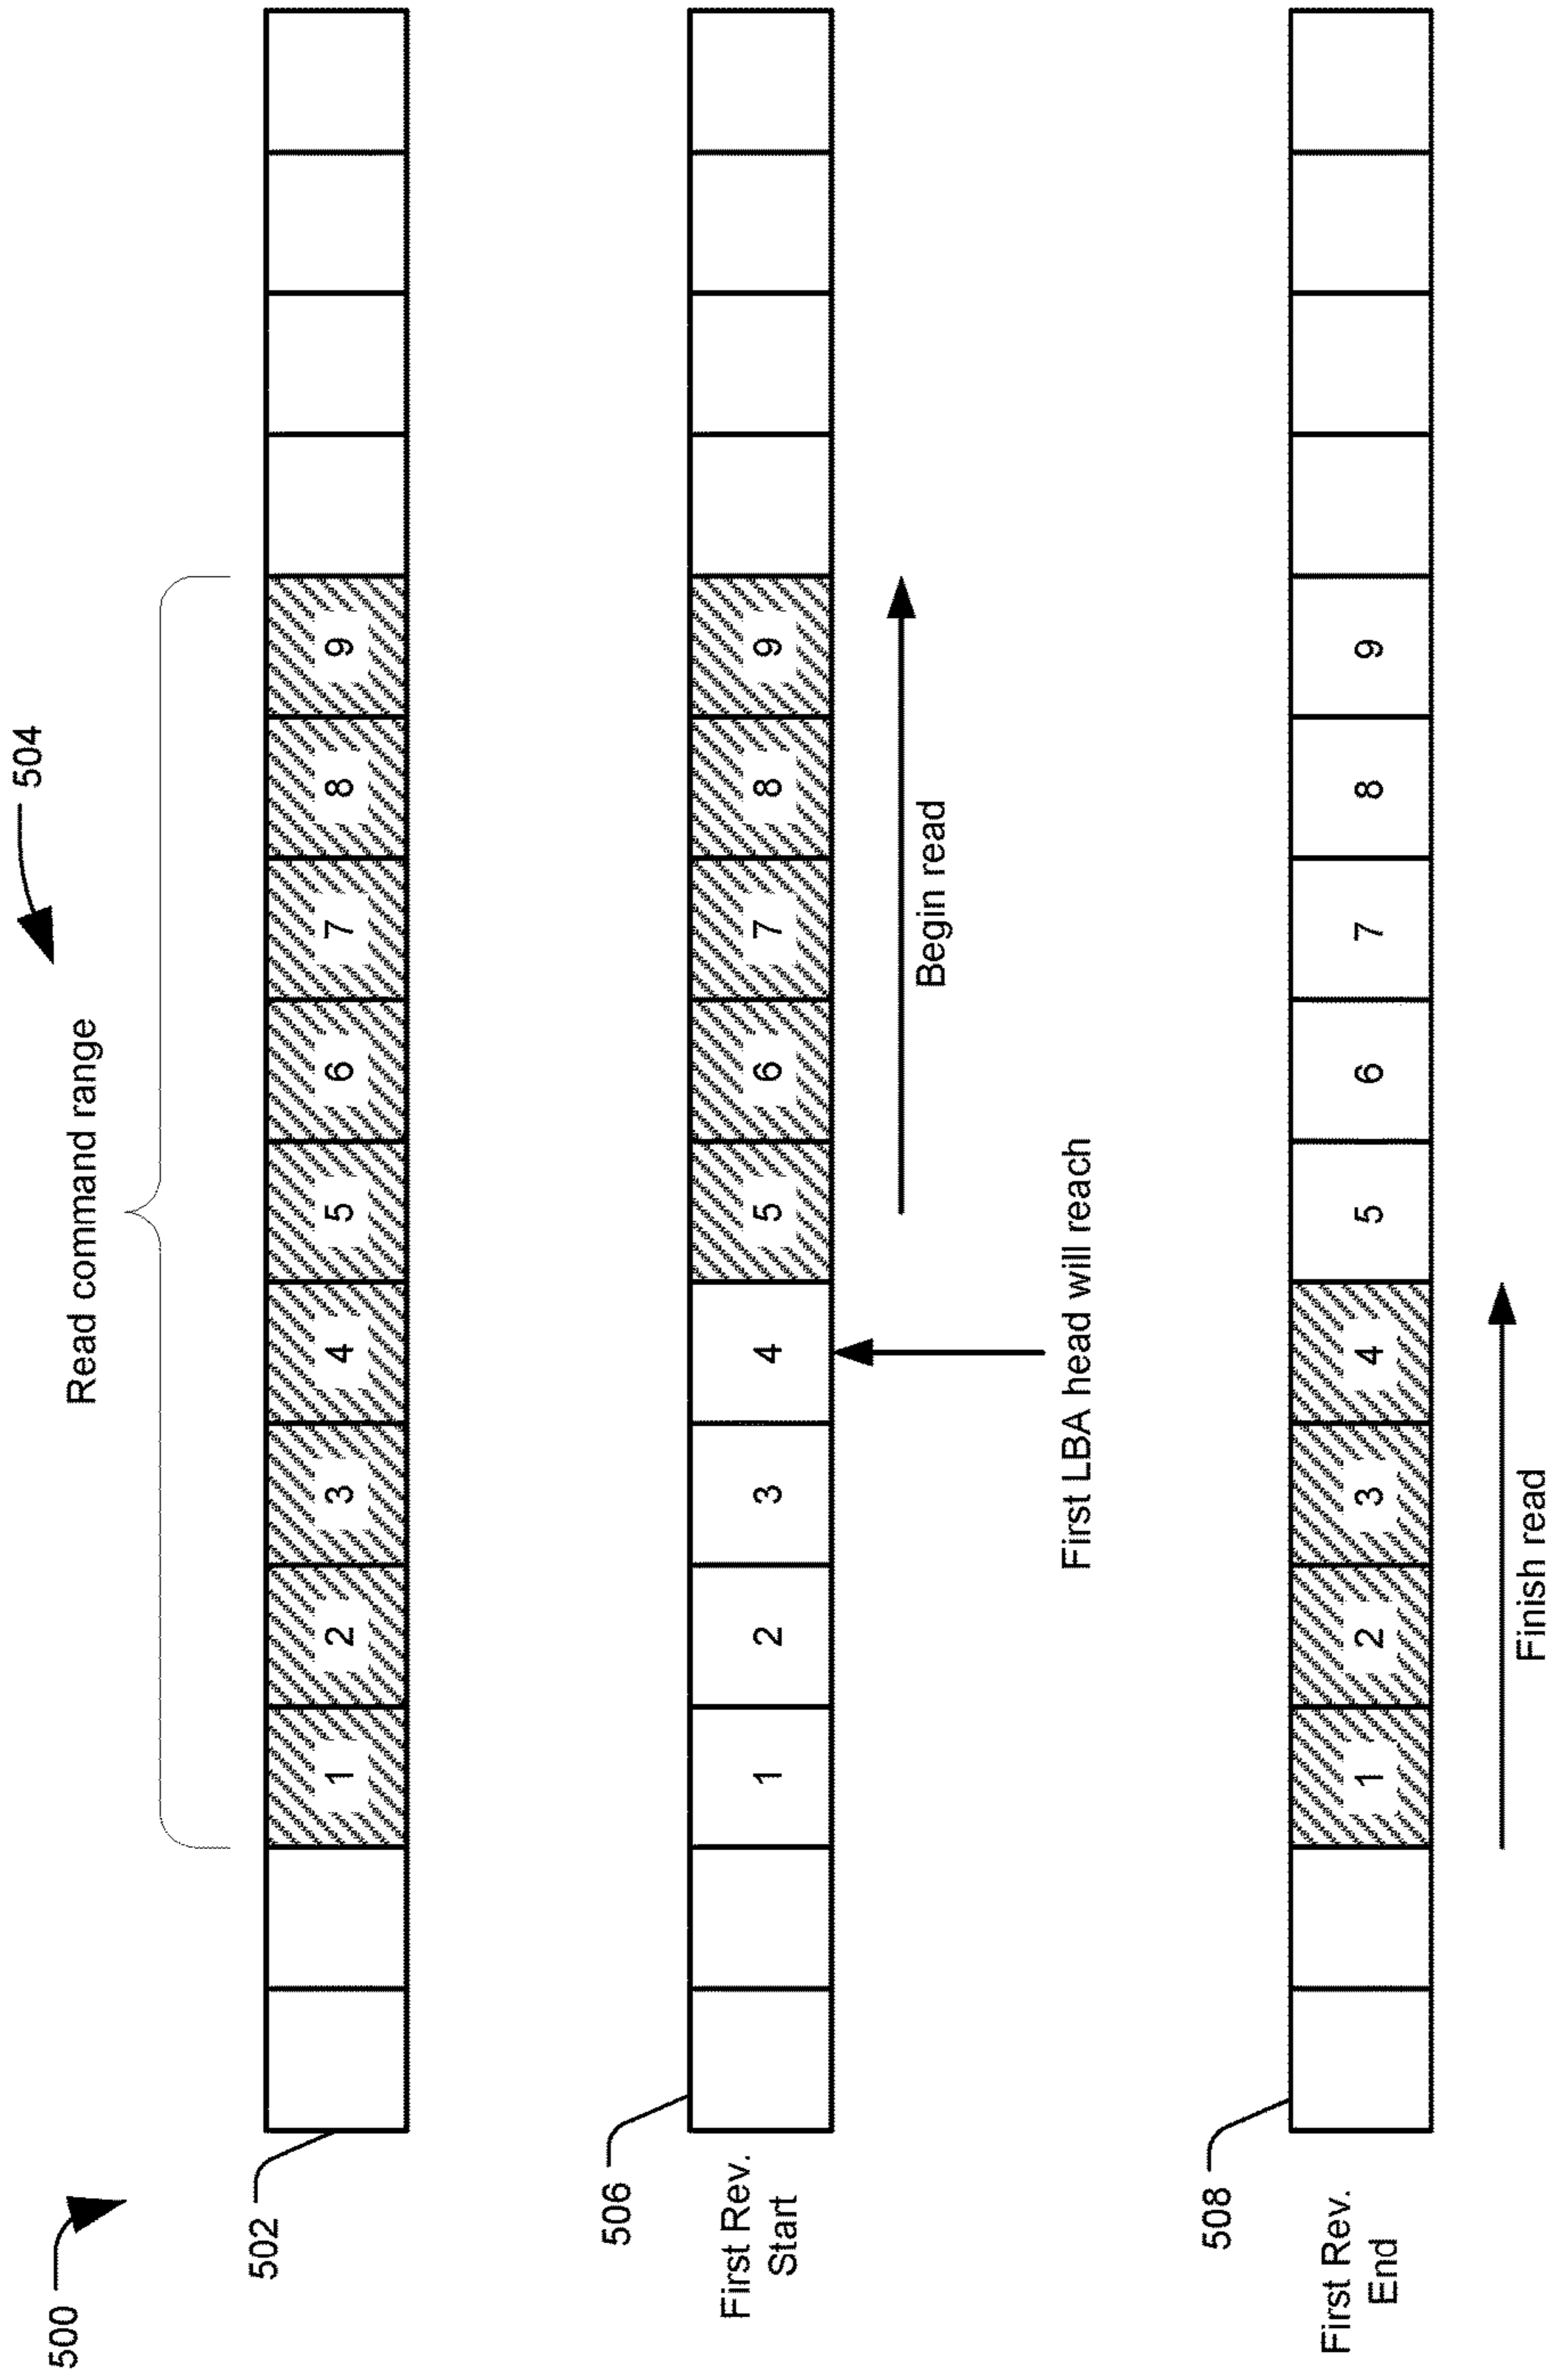 500
504
Read command range
502
1 2 3 4 5 6 7 8 9
506
First Rev.
Start
1 2 3 4 5 6 7 8 9
Begin read
First LBA head will reach
508
First Rev.
End
1 2 3 4 5 6 7 8 9
Finish read